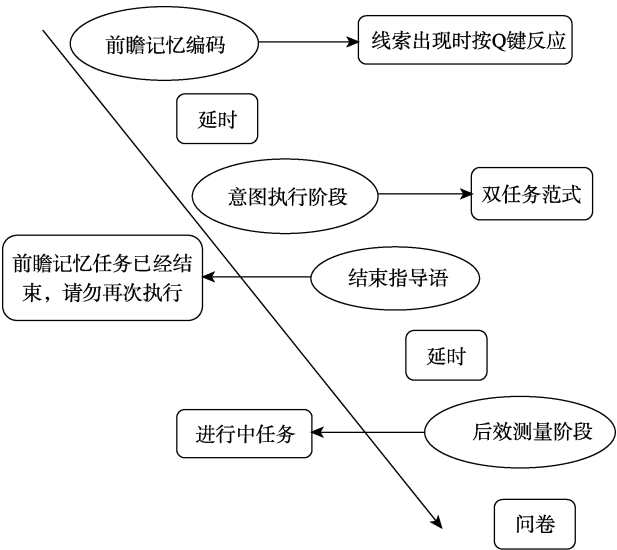 前瞻记忆编码
线索出现时按Q键反应
延时
意图执行阶段
双任务范式
前瞻记忆任务已经结
束，请勿再次执行
结束指导语
延时
进行中任务
后效测量阶段
问卷